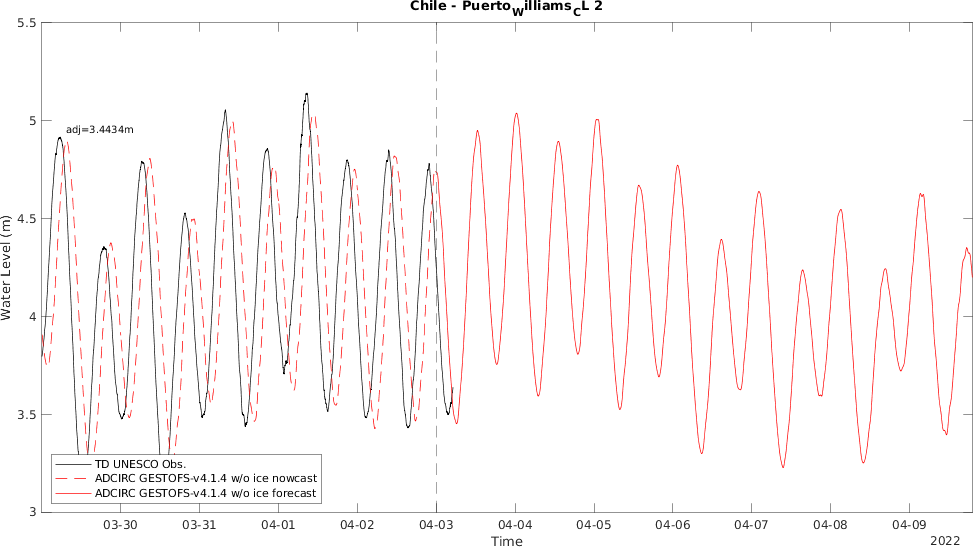 Chile - Puerto_Williams_CL 2
5.5
5
4.5
4
3.5
3
Water Level (m)
adj=3.4434m
TD UNESCO Obs.
ADCIRC GESTOFS-v4.1.4 w/o ice nowcast
ADCIRC GESTOFS-v4.1.4 w/o ice forecast
03-30 03-31 04-01 04-02 04-03 04-04 04-05 04-06 04-07 04-08 04-09
Time
2022